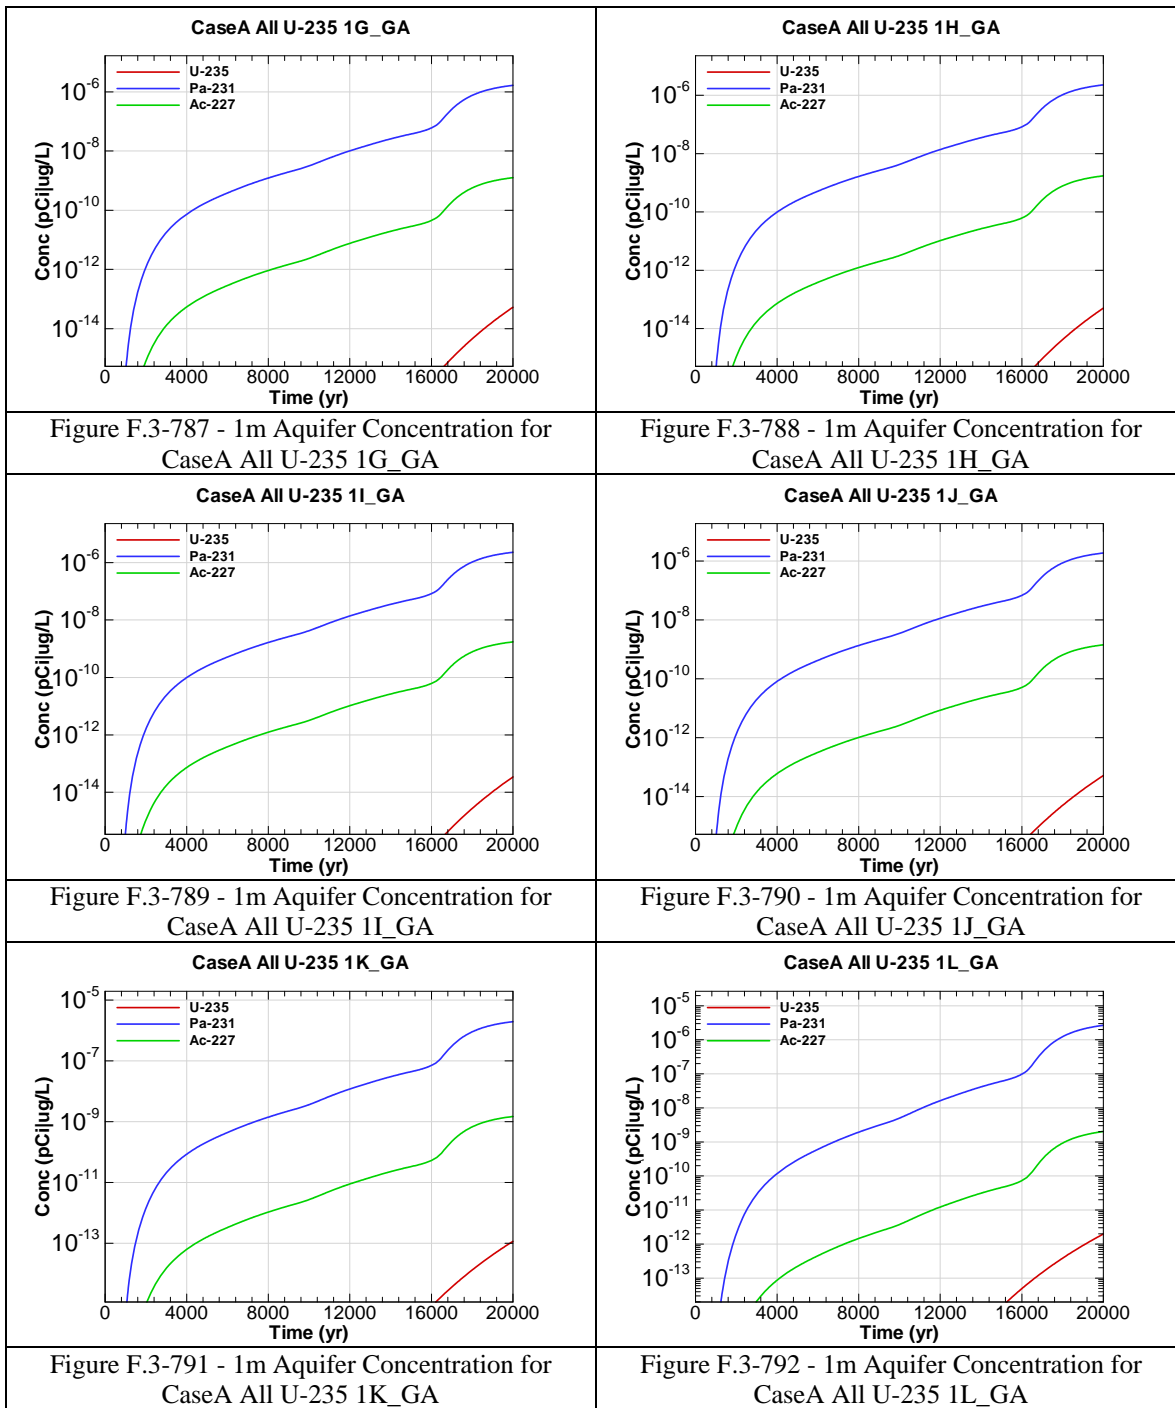 CaseA All U-235 1G_GA
U-235
Pa-231
Ac-227
Conc (pCi|ug/L)
10-6
10-8
10-10
10-12
10-14
0 4000 8000 12000 16000 20000
Time (yr)
Figure F.3-787 - 1m Aquifer Concentration for
CaseA All U-235 1G_GA
CaseA All U-235 1H_GA
U-235
Pa-231
Ac-227
Conc (pCi|ug/L)
10-6
10-8
10-10
10-12
10-14
0 4000 8000 12000 16000 20000
Time (yr)
Figure F.3-788 - 1m Aquifer Concentration for
CaseA All U-235 1H_GA
CaseA All U-235 1I_GA
U-235
Pa-231
Ac-227
Conc (pCi|ug/L)
10-6
10-8
10-10
10-12
10-14
0 4000 8000 12000 16000 20000
Time (yr)
Figure F.3-789 - 1m Aquifer Concentration for
CaseA All U-235 1I_GA
CaseA All U-235 1J_GA
U-235
Pa-231
Ac-227
Conc (pCi|ug/L)
10-6
10-8
10-10
10-12
10-14
0 4000 8000 12000 16000 20000
Time (yr)
Figure F.3-790 - 1m Aquifer Concentration for
CaseA All U-235 1J_GA
CaseA All U-235 1K_GA
U-235
Pa-231
Ac-227
Conc (pCi|ug/L)
10-5
10-7
10-9
10-11
10-13
0 4000 8000 12000 16000 20000
Time (yr)
Figure F.3-791 - 1m Aquifer Concentration for
CaseA All U-235 1K_GA
CaseA All U-235 1L_GA
U-235
Pa-231
Ac-227
Conc (pCi|ug/L)
10-5
10-6
10-7
10-8
10-9
10-10
10-11
10-12
10-13
0 4000 8000 12000 16000 20000
Time (yr)
Figure F.3-792 - 1m Aquifer Concentration for
CaseA All U-235 1L_GA